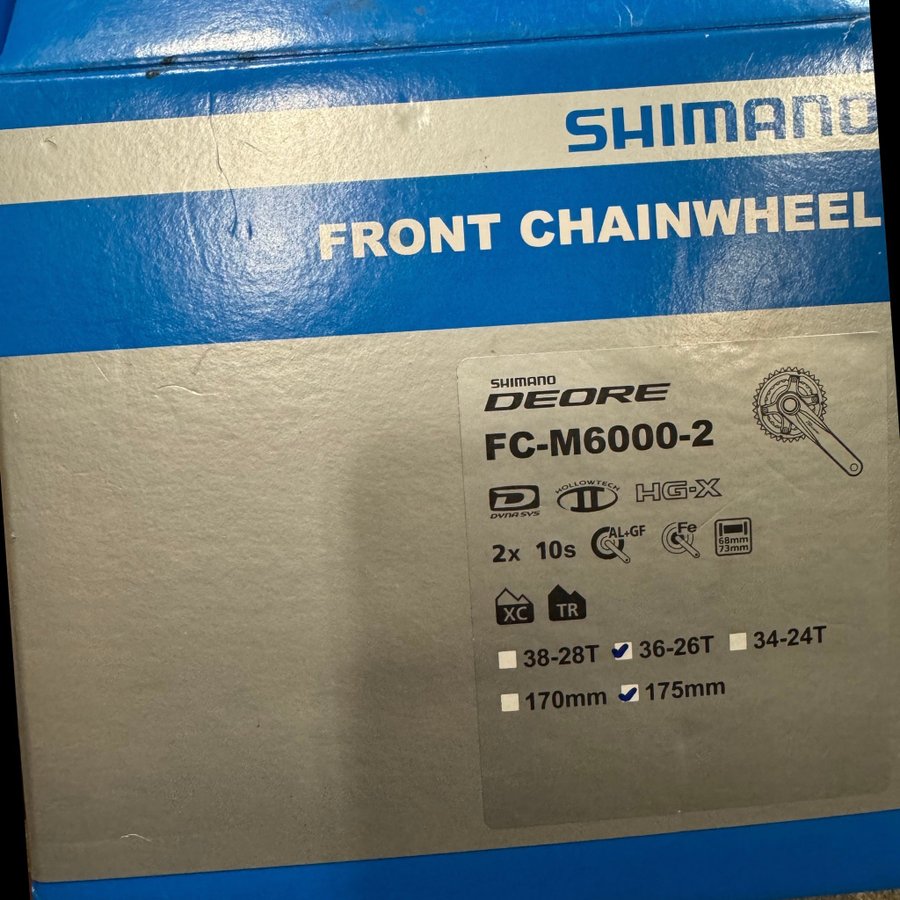 SHIMANO
FRONT CHAINWHEEL
SHIMANO
DEORE
FC-M6000-2
D
DYNA-SYS
HOLLOWTECH
II
HG-X
2x 10s AL+GF Fe 68mm
73mm
XC TR
38-28T 36-26T 34-24T
170mm 175mm